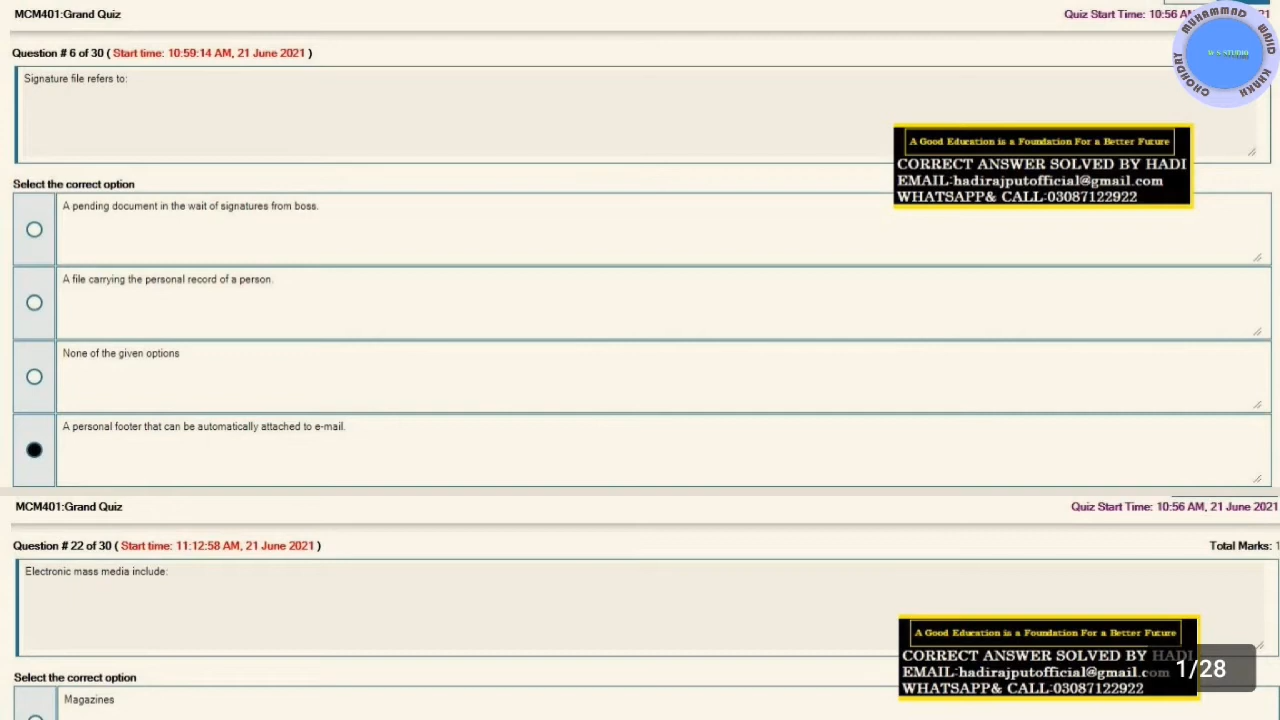 MCM401:Grand Quiz
Quiz Start Time: 10:56 AM, 21
Question # 6 of 30 ( Start time: 10:59:14 AM, 21 June 2021 )
MUHAMMAD WAJID KHAKH CHOHDRY
W S STUDIO
Signature file refers to:
A Good Education is a Foundation For a Better Future
CORRECT ANSWER SOLVED BY HADI
EMAIL:hadirajputofficial@gmail.com
WHATSAPP& CALL:03087122922
Select the correct option
A pending document in the wait of signatures from boss.
A file carrying the personal record of a person.
None of the given options
A personal footer that can be automatically attached to e-mail.
MCM401:Grand Quiz
Quiz Start Time: 10:56 AM, 21 June 2021
Question # 22 of 30 ( Start time: 11:12:58 AM, 21 June 2021 )
Total Marks: 1
Electronic mass media include:
A Good Education is a Foundation For a Better Future
CORRECT ANSWER SOLVED BY HADI
EMAIL:hadirajputofficial@gmail.com
WHATSAPP& CALL:03087122922
1/28
Select the correct option
Magazines